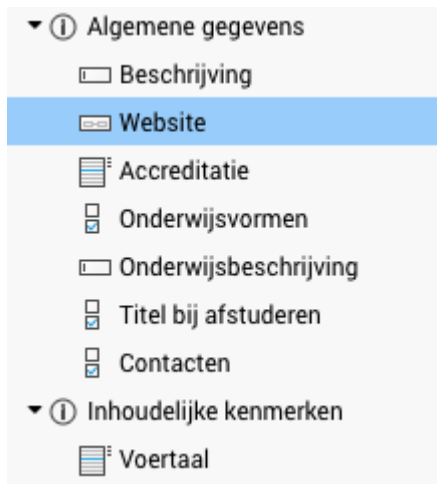 Algemene gegevens
Beschrijving
Website
Accreditatie
Onderwijsvormen
Onderwijsbeschrijving
Titel bij afstuderen
Contacten
Inhoudelijke kenmerken
Voertaal